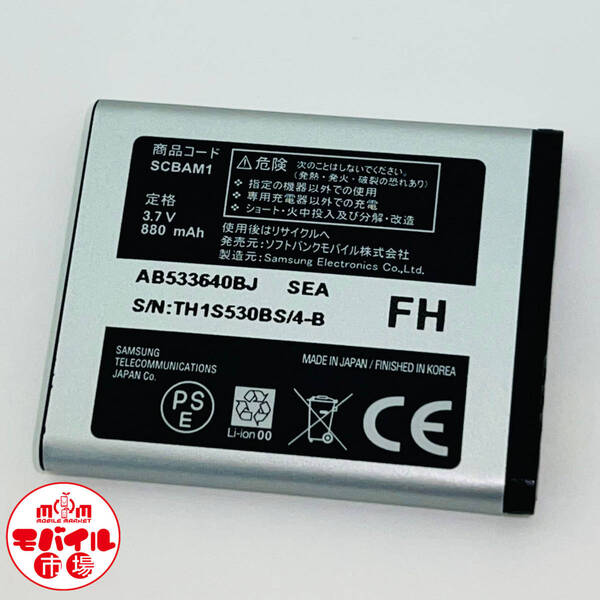 商品コード
SCBAM1
定格
3.7 V
880 mAh
⚠危険 次のことはしないでください。
(発熱・発火・破裂の恐れあり)
指定の機器以外での使用
専用充電器以外での充電
ショート・火中投入及び分解・改造
使用後はリサイクルへ
発売元:ソフトバンクモバイル株式会社
製造元:Samsung Electronics Co.,Ltd.
AB533640BJ SEA
S/N:TH1S530BS/4-B
FH
SAMSUNG
TELECOMMUNICATIONS
JAPAN Co.
MADE IN JAPAN / FINISHED IN KOREA
PS
E
Li-ion 00
CE
MOBILE MARKET
モバイル
市場